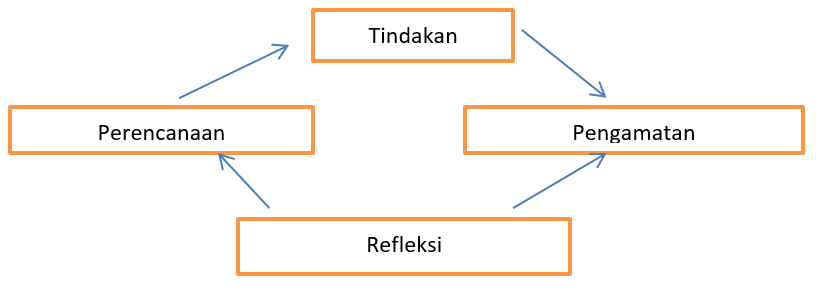 Tindakan
Perencanaan
Pengamatan
Refleksi